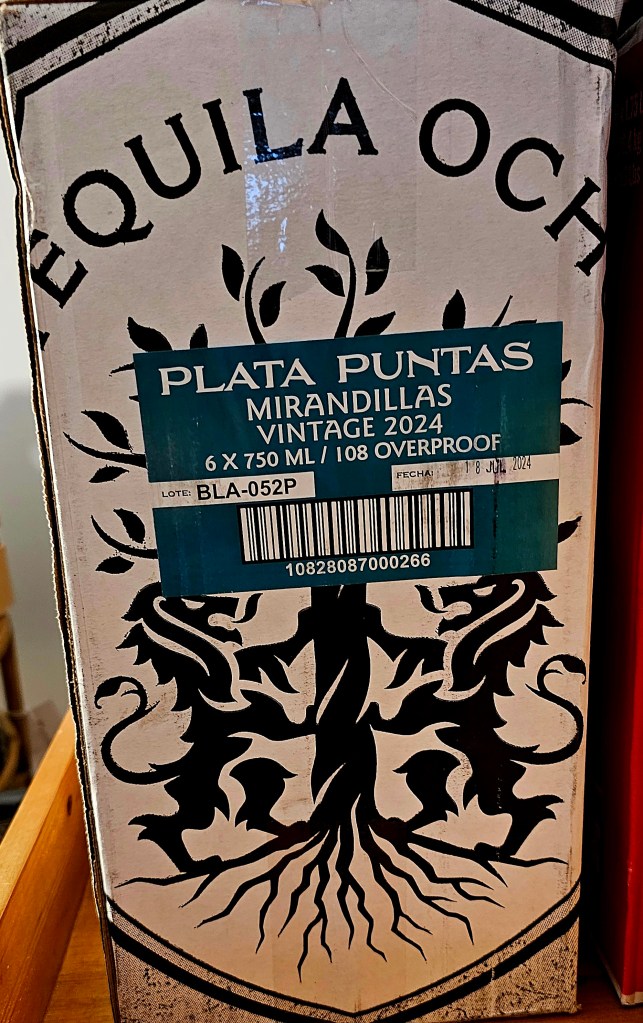 TEQUILA OCH
PLATA PUNTAS
MIRANDILLAS
VINTAGE 2024
6 X 750 ML / 108 OVERPROOF
LOTE: BLA-052P
FECHA: 18 JUL 2024
10828087000266